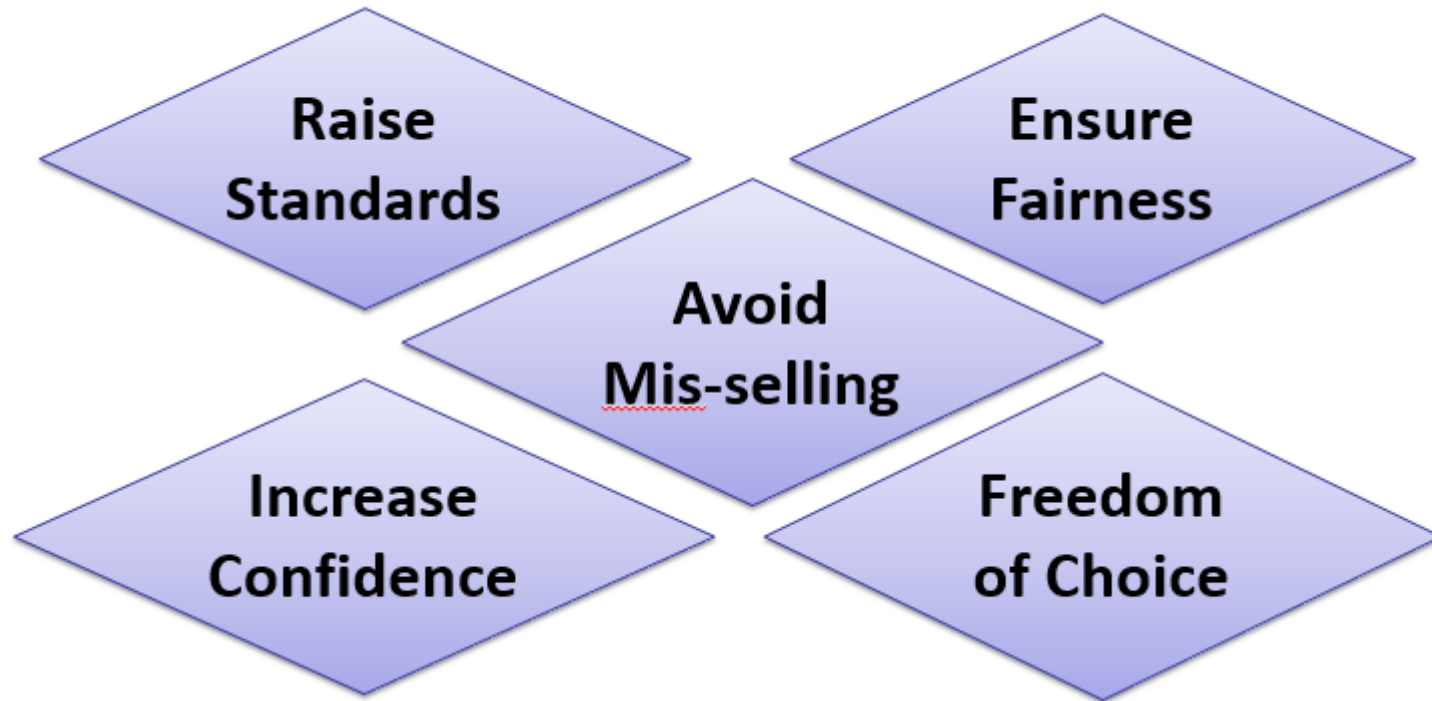 Raise
Standards
Ensure
Fairness
Avoid
Mis-selling
Increase
Confidence
Freedom
of Choice